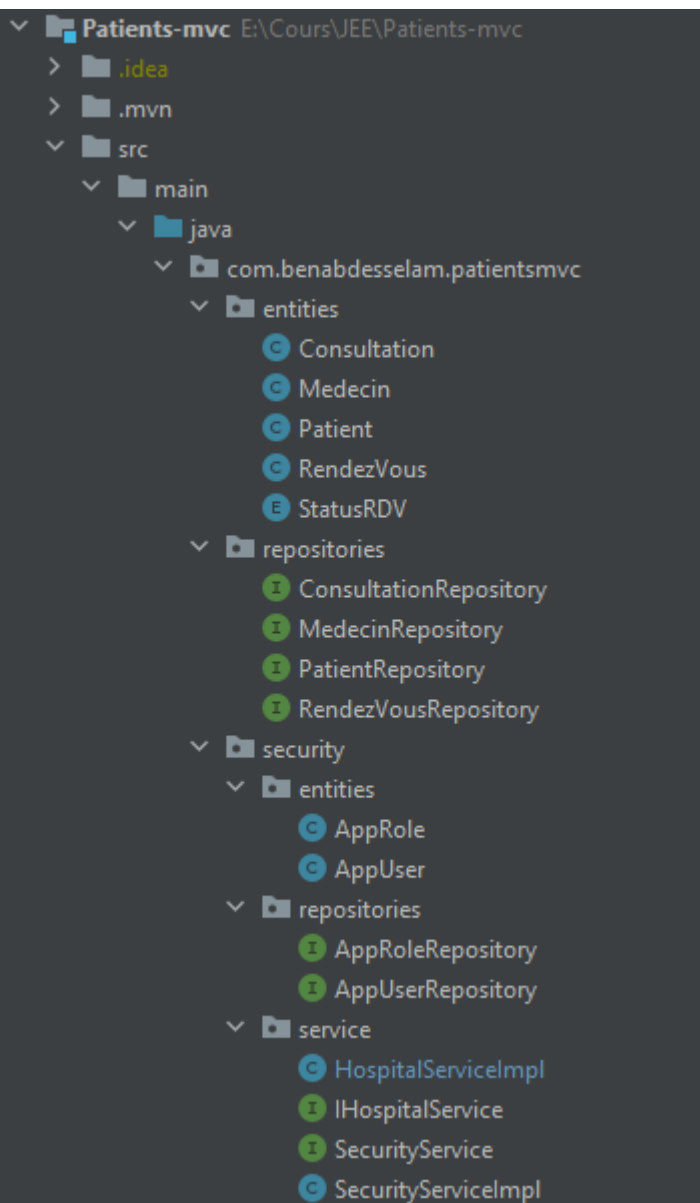 Patients-mvc E:\Cours\JEE\Patients-mvc
.idea
.mvn
src
main
java
com.benabdesselam.patientsmvc
entities
C Consultation
C Medecin
C Patient
C RendezVous
E StatusRDV
repositories
I ConsultationRepository
I MedecinRepository
I PatientRepository
I RendezVousRepository
security
entities
C AppRole
C AppUser
repositories
I AppRoleRepository
I AppUserRepository
service
C HospitalServiceImpl
I IHospitalService
I SecurityService
C SecurityServiceImpl